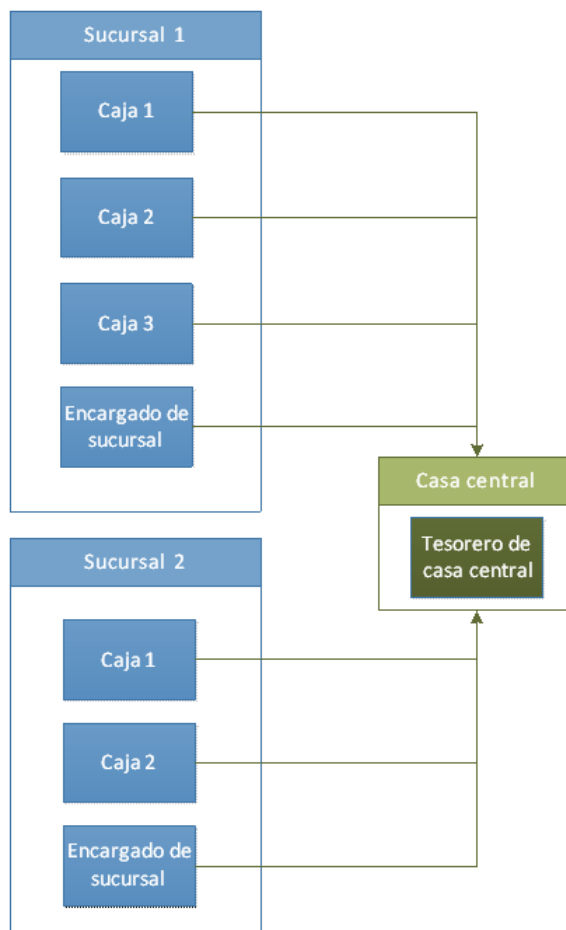 Sucursal 1
Caja 1
Caja 2
Caja 3
Encargado de
sucursal
Casa central
Tesorero de
casa central
Sucursal 2
Caja 1
Caja 2
Encargado de
sucursal